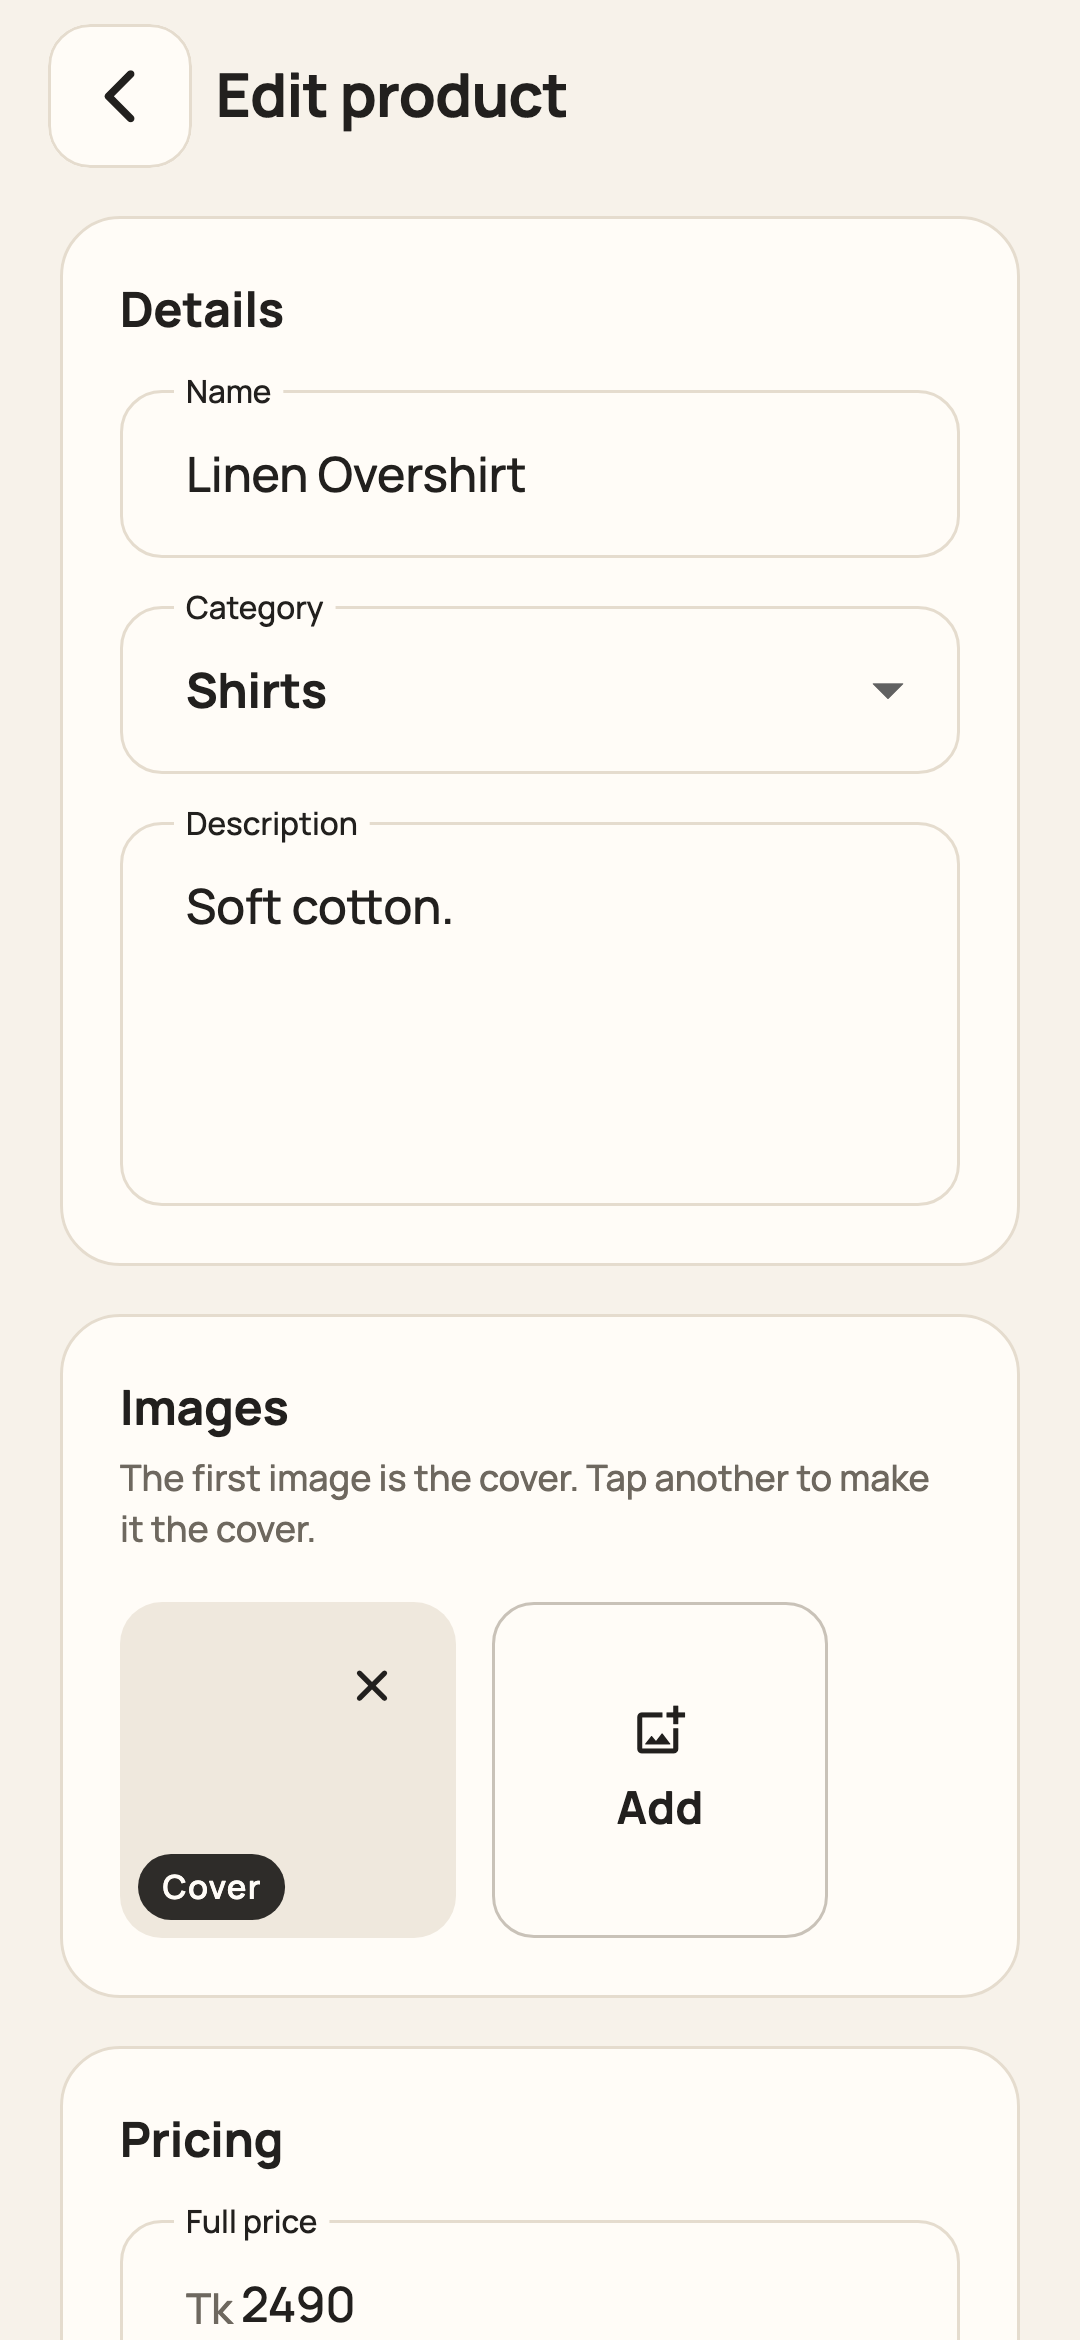 Edit product
Details
Name
Linen Overshirt
Category
Shirts
Description
Soft cotton.
Images
The first image is the cover. Tap another to make
it the cover.
Cover
Add
Pricing
Full price
Tk 2490